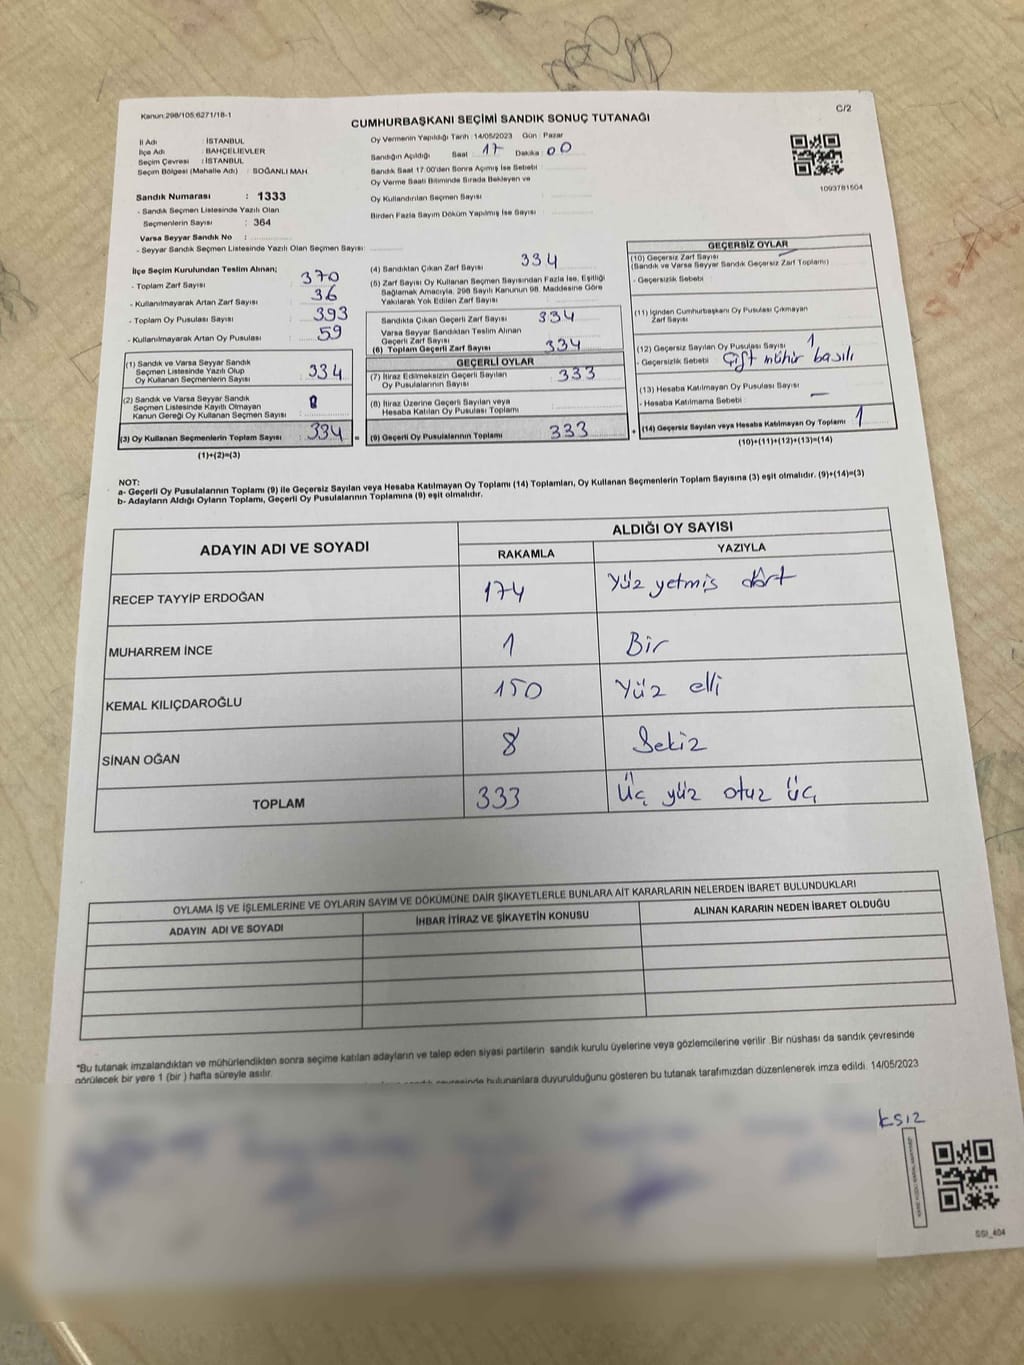 Kanun:298/105;6271/18-1
C/2
CUMHURBAŞKANI SEÇİMİ SANDIK SONUÇ TUTANAĞI
İl Adı : İSTANBUL
İlçe Adı : BAHÇELİEVLER
Seçim Çevresi : İSTANBUL
Seçim Bölgesi (Mahalle Adı) : SOĞANLI MAH.
Sandık Numarası : 1333
- Sandık Seçmen Listesinde Yazılı Olan
Seçmenlerin Sayısı : 364
Varsa Seyyar Sandık No :
- Seyyar Sandık Seçmen Listesinde Yazılı Olan Seçmen Sayısı:
Oy Vermenin Yapıldığı Tarih :14/05/2023 Gün : Pazar
Sandığın Açıldığı Saat : 17 Dakika : 00
Sandık Saat 17:00'den Sonra Açılmış İse Sebebi :
Oy Verme Saati Bitiminde Sırada Bekleyen ve
Oy Kullandırılan Seçmen Sayısı :
Birden Fazla Sayım Döküm Yapılmış İse Sayısı :
1093781504
İlçe Seçim Kurulundan Teslim Alınan;
- Toplam Zarf Sayısı : 370
- Kullanılmayarak Artan Zarf Sayısı : 36
- Toplam Oy Pusulası Sayısı : 393
- Kullanılmayarak Artan Oy Pusulası : 59
(1) Sandık ve Varsa Seyyar Sandık
Seçmen Listesinde Yazılı Olup
Oy Kullanan Seçmenlerin Sayısı : 334
(2) Sandık ve Varsa Seyyar Sandık
Seçmen Listesinde Kayıtlı Olmayan
Kanun Gereği Oy Kullanan Seçmen Sayısı :
(3) Oy Kullanan Seçmenlerin Toplam Sayısı : 334 =
(1)+(2)=(3)
(4) Sandıktan Çıkan Zarf Sayısı : 334
(5) Zarf Sayısı Oy Kullanan Seçmen Sayısından Fazla İse, Eşitliği
Sağlamak Amacıyla, 298 Sayılı Kanunun 98. Maddesine Göre
Yakılarak Yok Edilen Zarf Sayısı :
Sandıkta Çıkan Geçerli Zarf Sayısı : 334
Varsa Seyyar Sandıktan Teslim Alınan
Geçerli Zarf Sayısı :
(6) Toplam Geçerli Zarf Sayısı : 334
GEÇERLİ OYLAR
(7) İtiraz Edilmeksizin Geçerli Sayılan
Oy Pusulalarının Sayısı : 333
(8) İtiraz Üzerine Geçerli Sayılan veya
Hesaba Katılan Oy Pusulası Toplamı :
(9) Geçerli Oy Pusulalarının Toplamı : 333 +
GEÇERSİZ OYLAR
(10) Geçersiz Zarf Sayısı
(Sandık ve Varsa Seyyar Sandık Geçersiz Zarf Toplamı)
- Geçersizlik Sebebi :
(11) İçinden Cumhurbaşkanı Oy Pusulası Çıkmayan
Zarf Sayısı :
(12) Geçersiz Sayılan Oy Pusulası Sayısı : 1
- Geçersizlik Sebebi : Çift mühür basılı
(13) Hesaba Katılmayan Oy Pusulası Sayısı : —
- Hesaba Katılmama Sebebi :
(14) Geçersiz Sayılan veya Hesaba Katılmayan Oy Toplamı : 1
(10)+(11)+(12)+(13)=(14)
NOT:
a- Geçerli Oy Pusulalarının Toplamı (9) ile Geçersiz Sayılan veya Hesaba Katılmayan Oy Toplamı (14) Toplamları, Oy Kullanan Seçmenlerin Toplam Sayısına (3) eşit olmalıdır. (9)+(14)=(3)
b- Adayların Aldığı Oyların Toplamı, Geçerli Oy Pusulalarının Toplamına (9) eşit olmalıdır.
ADAYIN ADI VE SOYADI
ALDIĞI OY SAYISI
RAKAMLA YAZIYLA
RECEP TAYYİP ERDOĞAN 174 Yüz yetmiş dört
MUHARREM İNCE 1 Bir
KEMAL KILIÇDAROĞLU 150 Yüz elli
SİNAN OĞAN 8 Sekiz
TOPLAM 333 Üç yüz otuz üç
OYLAMA İŞ VE İŞLEMLERİNE VE OYLARIN SAYIM VE DÖKÜMÜNE DAİR ŞİKAYETLERLE BUNLARA AİT KARARLARIN NELERDEN İBARET BULUNDUKLARI
ADAYIN ADI VE SOYADI İHBAR İTİRAZ VE ŞİKAYETİN KONUSU ALINAN KARARIN NEDEN İBARET OLDUĞU
*Bu tutanak imzalandıktan ve mühürlendikten sonra seçime katılan adayların ve talep eden siyasi partilerin sandık kurulu üyelerine veya gözlemcilerine verilir .Bir nüshası da sandık çevresinde
görülecek bir yere 1 (bir ) hafta süreyle asılır.
bulunanlara duyurulduğunu gösteren bu tutanak tarafımızdan düzenlenerek imza edildi. 14/05/2023
ksız
SSI_404